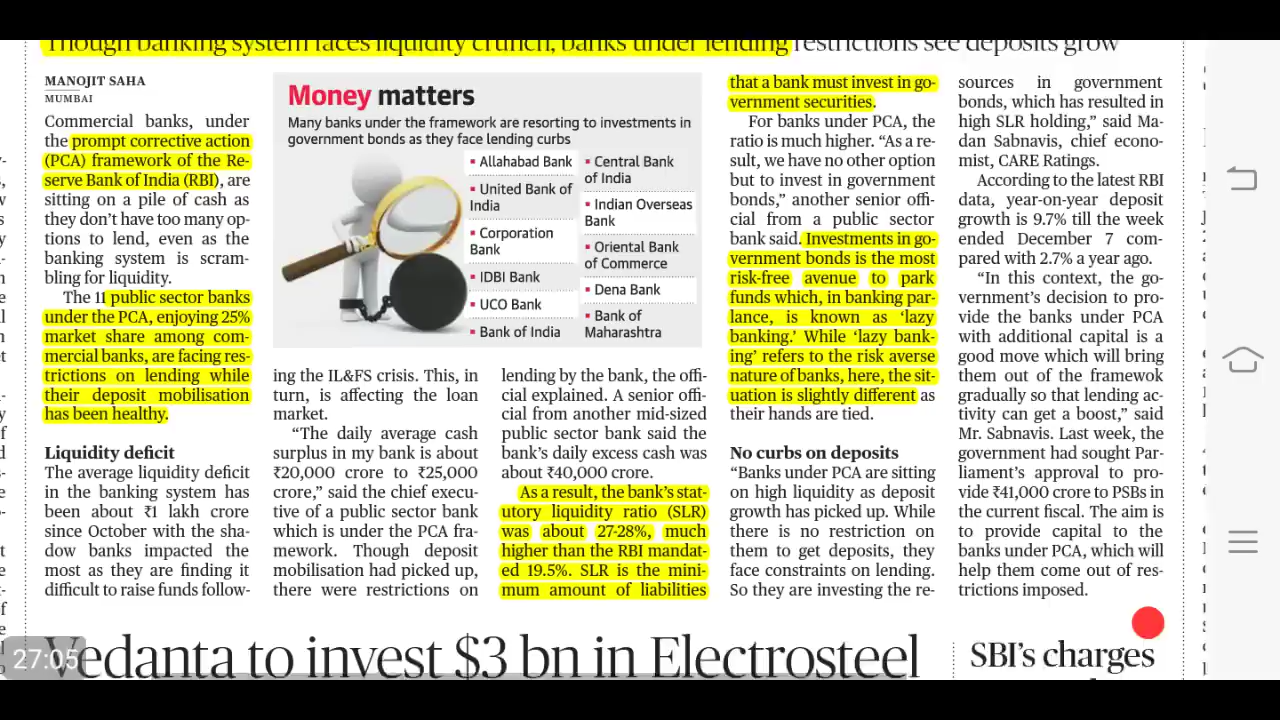 Though banking system faces liquidity crunch, banks under lending restrictions see deposits grow
MANOJIT SAHA
MUMBAI
Commercial banks, under
the prompt corrective action
(PCA) framework of the Re-
serve Bank of India (RBI), are
sitting on a pile of cash as
they don't have too many op-
tions to lend, even as the
banking system is scram-
bling for liquidity.
The 11 public sector banks
under the PCA, enjoying 25%
market share among com-
mercial banks, are facing res-
trictions on lending while
their deposit mobilisation
has been healthy.
Liquidity deficit
The average liquidity deficit
in the banking system has
been about ₹1 lakh crore
since October with the sha-
dow banks impacted the
most as they are finding it
difficult to raise funds follow-
Money matters
Many banks under the framework are resorting to investments in
government bonds as they face lending curbs
▪ Allahabad Bank
▪ United Bank of
India
▪ Corporation
Bank
▪ IDBI Bank
▪ UCO Bank
▪ Bank of India
▪ Central Bank
of India
▪ Indian Overseas
Bank
▪ Oriental Bank
of Commerce
▪ Dena Bank
▪ Bank of
Maharashtra
ing the IL&FS crisis. This, in
turn, is affecting the loan
market.
"The daily average cash
surplus in my bank is about
₹20,000 crore to ₹25,000
crore," said the chief execu-
tive of a public sector bank
which is under the PCA fra-
mework. Though deposit
mobilisation had picked up,
there were restrictions on
lending by the bank, the offi-
cial explained. A senior offi-
cial from another mid-sized
public sector bank said the
bank's daily excess cash was
about ₹40,000 crore.
As a result, the bank's stat-
utory liquidity ratio (SLR)
was about 27-28%, much
higher than the RBI mandat-
ed 19.5%. SLR is the mini-
mum amount of liabilities
that a bank must invest in go-
vernment securities.
For banks under PCA, the
ratio is much higher. "As a re-
sult, we have no other option
but to invest in government
bonds," another senior offi-
cial from a public sector
bank said. Investments in go-
vernment bonds is the most
risk-free avenue to park
funds which, in banking par-
lance, is known as 'lazy
banking.' While 'lazy bank-
ing' refers to the risk averse
nature of banks, here, the sit-
uation is slightly different as
their hands are tied.
No curbs on deposits
"Banks under PCA are sitting
on high liquidity as deposit
growth has picked up. While
there is no restriction on
them to get deposits, they
face constraints on lending.
So they are investing the re-
sources in government
bonds, which has resulted in
high SLR holding," said Ma-
dan Sabnavis, chief econo-
mist, CARE Ratings.
According to the latest RBI
data, year-on-year deposit
growth is 9.7% till the week
ended December 7 com-
pared with 2.7% a year ago.
"In this context, the go-
vernment's decision to pro-
vide the banks under PCA
with additional capital is a
good move which will bring
them out of the framewok
gradually so that lending ac-
tivity can get a boost," said
Mr. Sabnavis. Last week, the
government had sought Par-
liament's approval to pro-
vide ₹41,000 crore to PSBs in
the current fiscal. The aim is
to provide capital to the
banks under PCA, which will
help them come out of res-
trictions imposed.
27:05
Vedanta to invest $3 bn in Electrosteel
SBI's charges